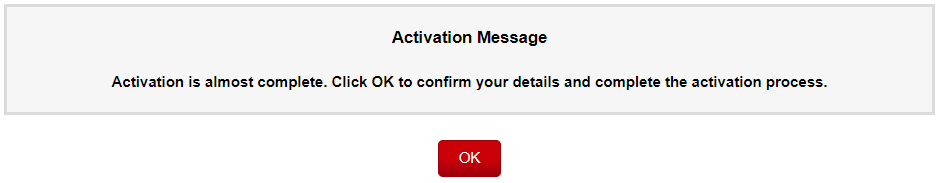 Activation Message
Activation is almost complete. Click OK to confirm your details and complete the activation process.
OK